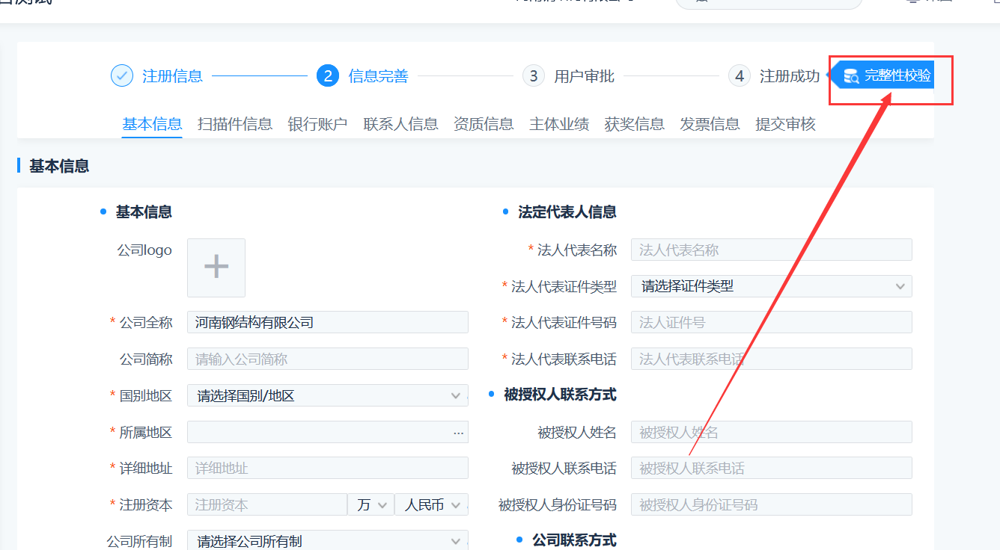 注册信息 2 信息完善 3 用户审批 4 注册成功 完整性校验
基本信息 扫描件信息 银行账户 联系人信息 资质信息 主体业绩 获奖信息 发票信息 提交审核
基本信息
基本信息
公司logo
* 公司全称 河南钢结构有限公司
公司简称 请输入公司简称
* 国别地区 请选择国别/地区
* 所属地区 ...
* 详细地址 详细地址
* 注册资本 注册资本 万 人民币
公司所有制 请选择公司所有制
法定代表人信息
* 法人代表名称 法人代表名称
* 法人代表证件类型 请选择证件类型
* 法人代表证件号码 法人证件号
* 法人代表联系电话 法人代表联系电话
被授权人联系方式
被授权人姓名 被授权人姓名
被授权人联系电话 被授权人联系电话
被授权人身份证号码 被授权人身份证号码
公司联系方式